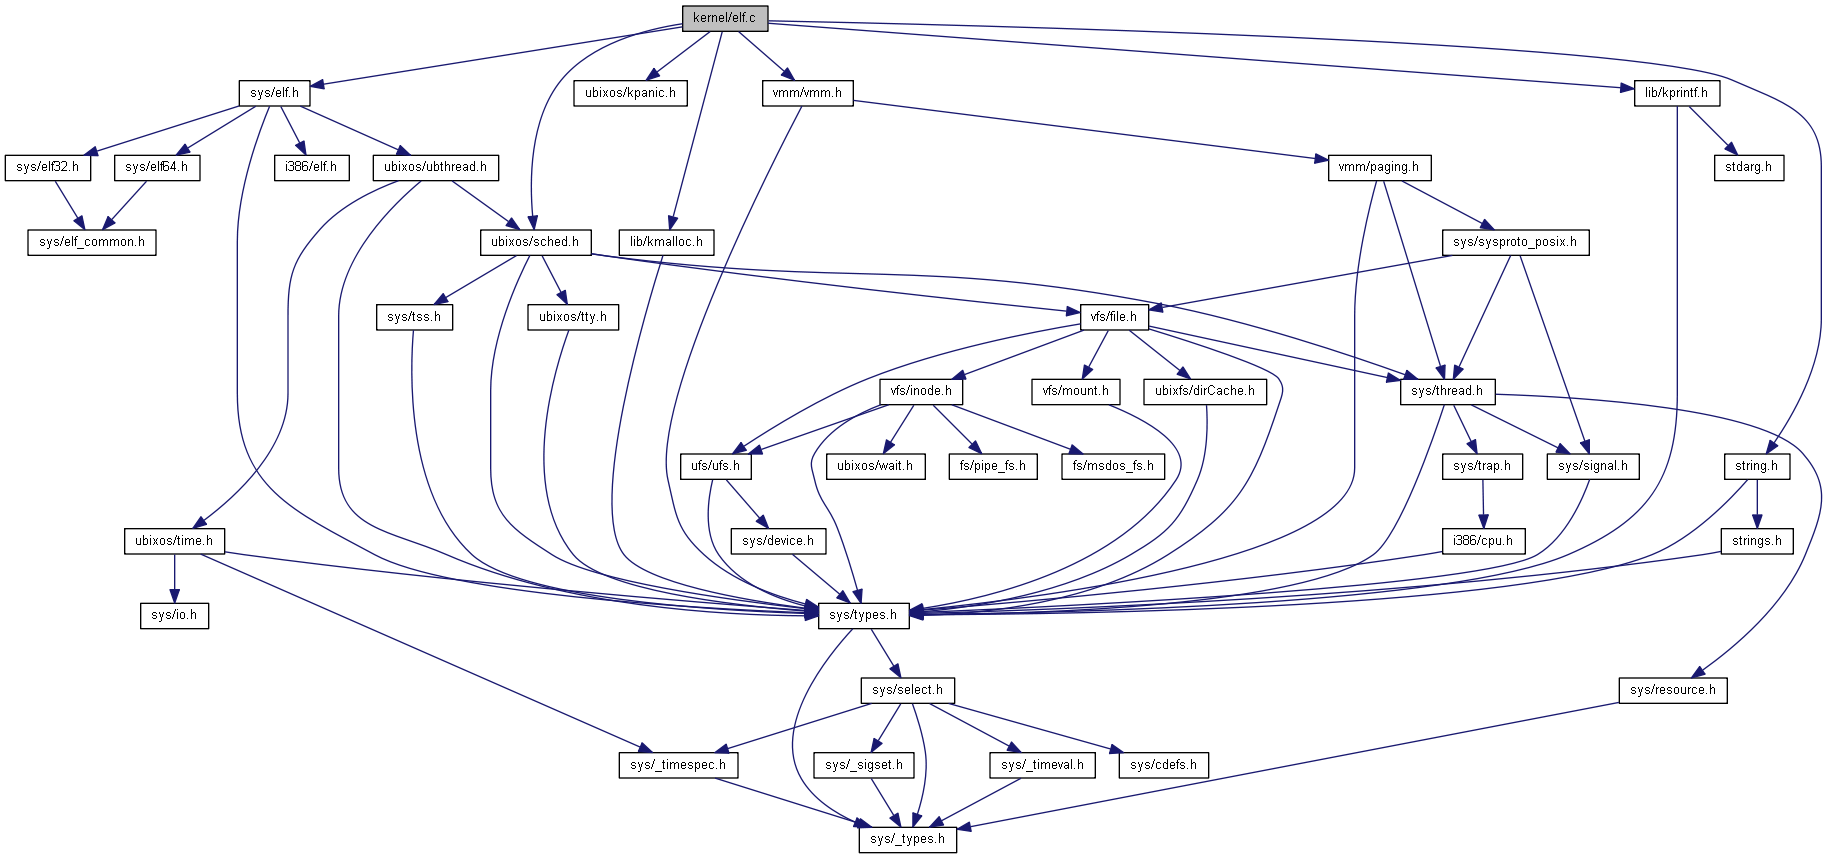 kernel/elf.c
sys/elf.h
ubixos/kpanic.h
vmm/vmm.h
lib/kprintf.h
sys/elf32.h
sys/elf64.h
i386/elf.h
ubixos/ubthread.h
vmm/paging.h
stdarg.h
sys/elf_common.h
ubixos/sched.h
lib/kmalloc.h
sys/sysproto_posix.h
sys/tss.h
ubixos/tty.h
vfs/file.h
vfs/inode.h
vfs/mount.h
ubixfs/dirCache.h
sys/thread.h
ufs/ufs.h
ubixos/wait.h
fs/pipe_fs.h
fs/msdos_fs.h
sys/trap.h
sys/signal.h
string.h
ubixos/time.h
sys/device.h
i386/cpu.h
strings.h
sys/io.h
sys/types.h
sys/select.h
sys/resource.h
sys/_timespec.h
sys/_sigset.h
sys/_timeval.h
sys/cdefs.h
sys/_types.h